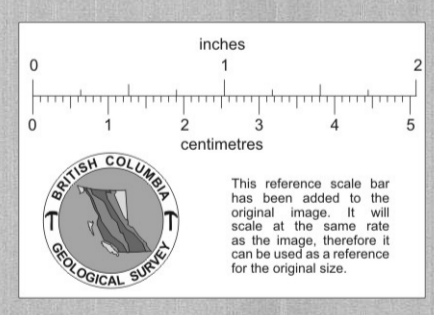 inches
0 1 2
0 1 2 3 4 5
centimetres
BRITISH COLUMBIA
GEOLOGICAL SURVEY
This reference scale bar
has been added to the
original image. It will
scale at the same rate
as the image, therefore it
can be used as a reference
for the original size.